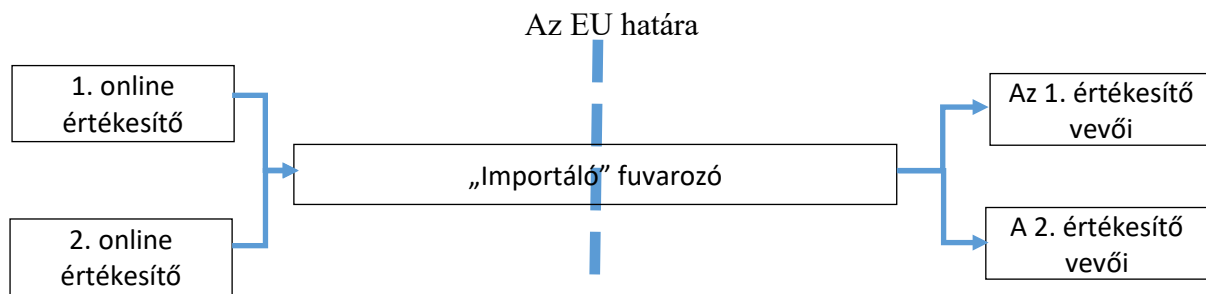 Az EU határa
1. online
értékesítő
2. online
értékesítő
„Importáló” fuvarozó
Az 1. értékesítő
vevői
A 2. értékesítő
vevői